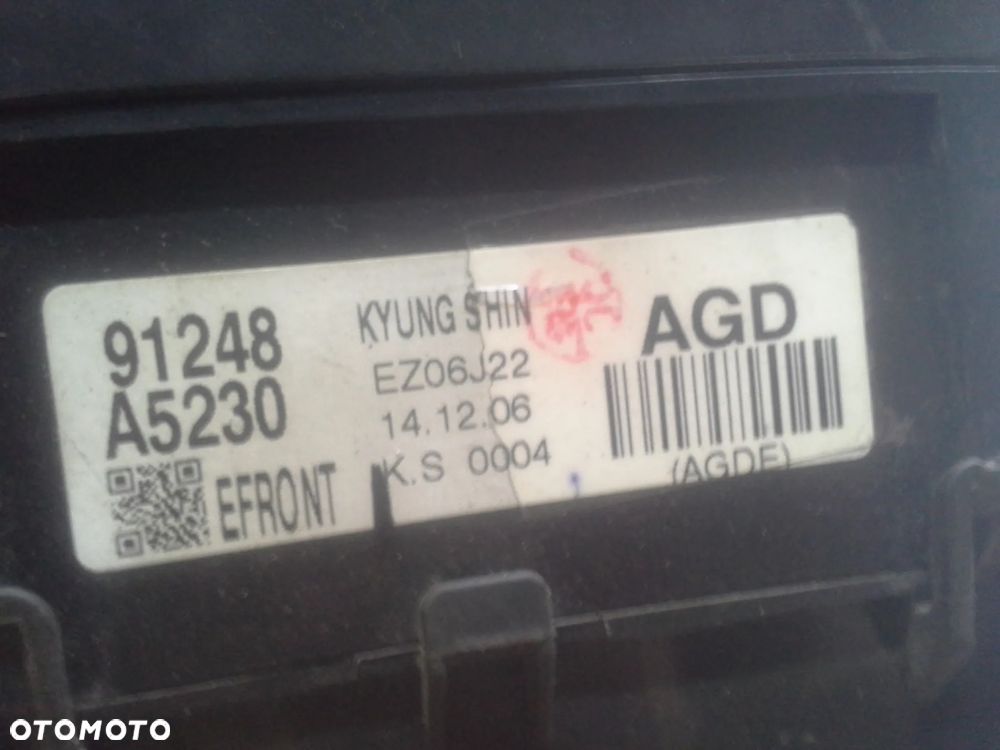 91248
A5230
EFRONT
KYUNG SHIN
EZ06J22
14.12.06
K.S 0004
AGD
(AGDE)
OTOMOTO